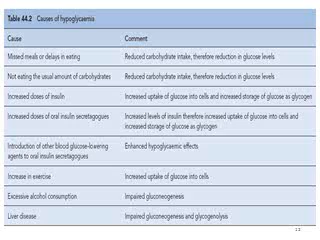 Table 44.2 Causes of hypoglycaemia
Cause Comment
Missed meals or delays in eating Reduced carbohydrate intake, therefore reduction in glucose levels
Not eating the usual amount of carbohydrates Reduced carbohydrate intake, therefore reduction in glucose levels
Increased doses of insulin Increased uptake of glucose into cells and increased storage of glucose as glycogen
Increased doses of oral insulin secretagogues Increased levels of insulin therefore increased uptake of glucose into cells and
increased storage of glucose as glycogen
Introduction of other blood glucose-lowering Enhanced hypoglycaemic effects
agents to oral insulin secretagogues
Increase in exercise Increased uptake of glucose into cells
Excessive alcohol consumption Impaired gluconeogenesis
Liver disease Impaired gluconeogenesis and glycogenolysis